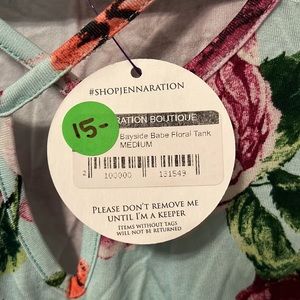 #SHOPJENNARATION
RATION BOUTIQUE
15-
Bayside Babe Floral Tank
MEDIUM
2 100000 131549
PLEASE DON'T REMOVE ME
UNTIL I'M A KEEPER
ITEMS WITHOUT TAGS
WILL NOT BE RETURNED